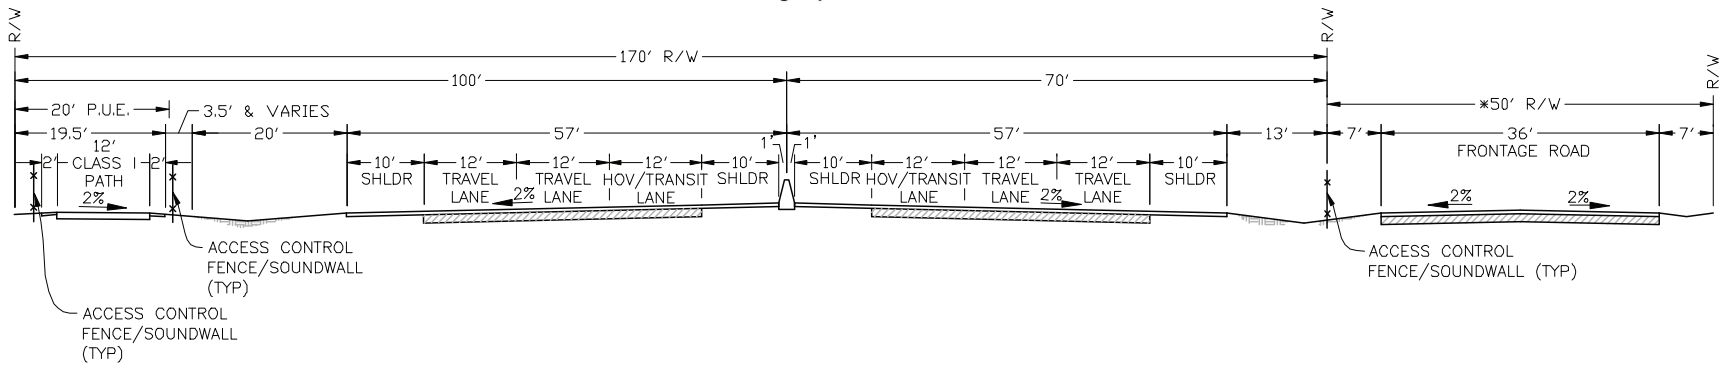 R/W
R/W
R/W
170' R/W
100'
70'
20' P.U.E.
3.5' & VARIES
*50' R/W
19.5'
20'
57'
57'
13'
7'
36'
7'
FRONTAGE ROAD
1'
1'
2'
12'
CLASS I
PATH
2'
10'
SHLDR
12'
TRAVEL
LANE
12'
TRAVEL
LANE
12'
HOV/TRANSIT
LANE
10'
SHLDR
10'
SHLDR
12'
HOV/TRANSIT
LANE
12'
TRAVEL
LANE
12'
TRAVEL
LANE
10'
SHLDR
2%
2%
2%
2%
2%
ACCESS CONTROL
FENCE/SOUNDWALL
(TYP)
ACCESS CONTROL
FENCE/SOUNDWALL
(TYP)
ACCESS CONTROL
FENCE/SOUNDWALL (TYP)